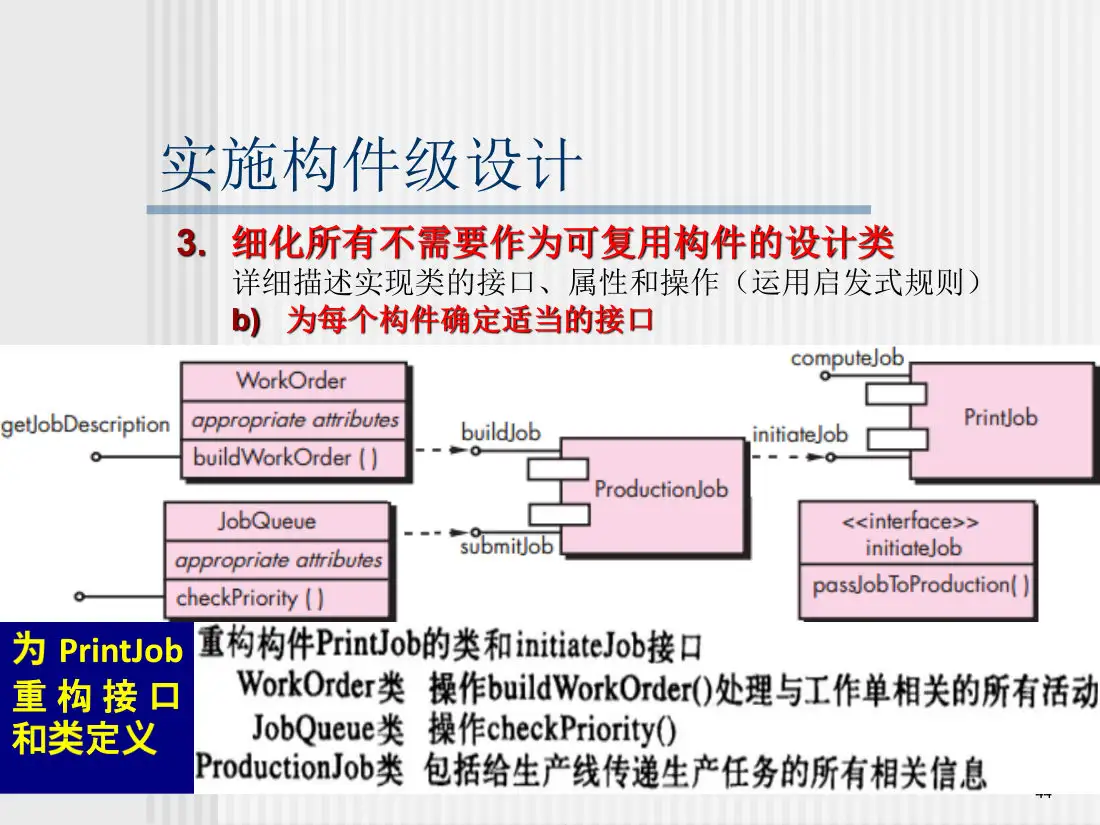 实施构件级设计
3. 细化所有不需要作为可复用构件的设计类
详细描述实现类的接口、属性和操作（运用启发式规则）
b) 为每个构件确定适当的接口
computeJob
WorkOrder
appropriate attributes
getJobDescription
buildWorkOrder ( )
buildJob
initiateJob
PrintJob
ProductionJob
JobQueue
appropriate attributes
checkPriority ( )
submitJob
<<interface>>
initiateJob
passJobToProduction( )
为 PrintJob
重构接口
和类定义
重构构件PrintJob的类和initiateJob接口
WorkOrder类 操作buildWorkOrder()处理与工作单相关的所有活动
JobQueue类 操作checkPriority()
ProductionJob类 包括给生产线传递生产任务的所有相关信息
44